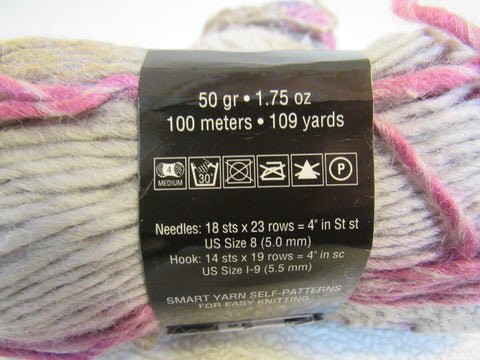 50 gr • 1.75 oz
100 meters • 109 yards
4
MEDIUM
30°
P
Needles: 18 sts x 23 rows = 4" in St st
US Size 8 (5.0 mm)
Hook: 14 sts x 19 rows = 4" in sc
US Size I-9 (5.5 mm)
SMART YARN SELF-PATTERNS
FOR EASY KNITTING